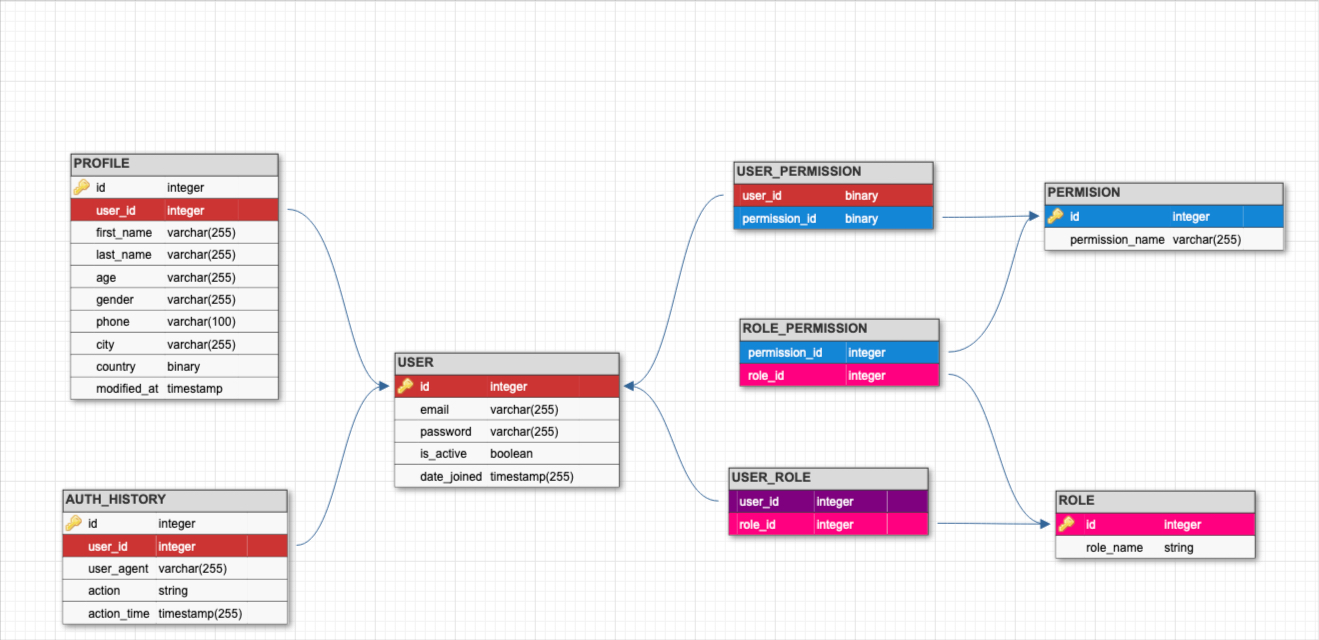 PROFILE
id integer
user_id integer
first_name varchar(255)
last_name varchar(255)
age varchar(255)
gender varchar(255)
phone varchar(100)
city varchar(255)
country binary
modified_at timestamp
AUTH_HISTORY
id integer
user_id integer
user_agent varchar(255)
action string
action_time timestamp(255)
USER
id integer
email varchar(255)
password varchar(255)
is_active boolean
date_joined timestamp(255)
USER_PERMISSION
user_id binary
permission_id binary
ROLE_PERMISSION
permission_id integer
role_id integer
USER_ROLE
user_id integer
role_id integer
PERMISION
id integer
permission_name varchar(255)
ROLE
id integer
role_name string